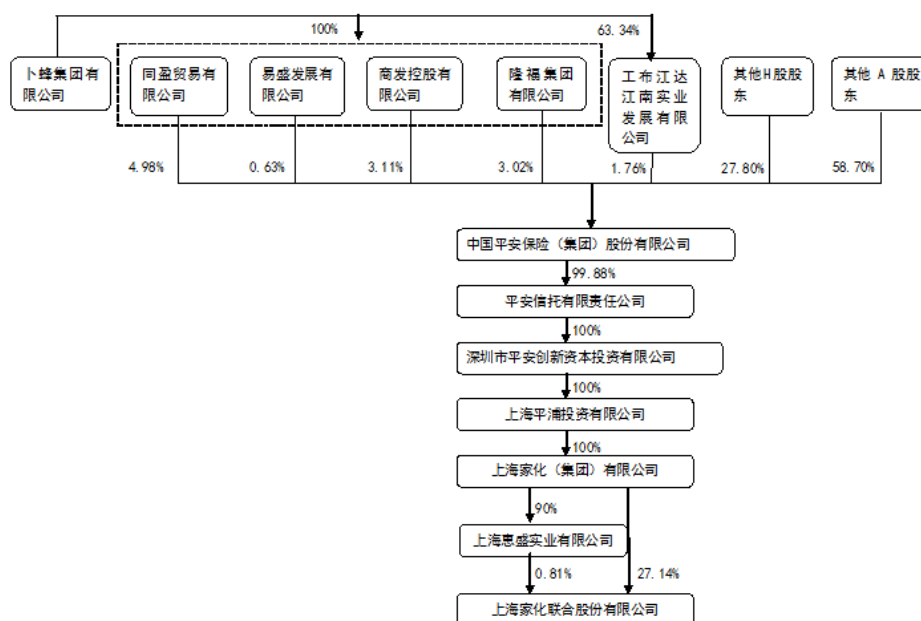 100%
63.34%
卜蜂集团有
限公司
同盈贸易有
限公司
易盛发展有
限公司
商发控股有
限公司
隆福集团
有限公司
工布江达
江南实业
发展有限
公司
其他H股股
东
其他 A 股股
东
4.98%
0.63%
3.11%
3.02%
1.76%
27.80%
58.70%
中国平安保险（集团）股份有限公司
99.88%
平安信托有限责任公司
100%
深圳市平安创新资本投资有限公司
100%
上海平浦投资有限公司
100%
上海家化（集团）有限公司
90%
上海惠盛实业有限公司
0.81%
27.14%
上海家化联合股份有限公司